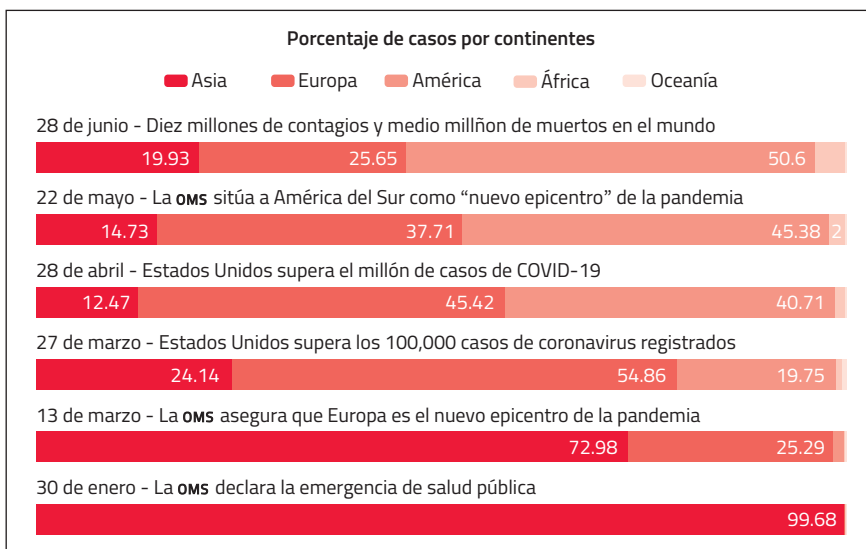 Porcentaje de casos por continentes
Asia Europa América África Oceanía
28 de junio - Diez millones de contagios y medio millñon de muertos en el mundo
19.93 25.65 50.6
22 de mayo - La OMS sitúa a América del Sur como “nuevo epicentro” de la pandemia
14.73 37.71 45.38 2
28 de abril - Estados Unidos supera el millón de casos de COVID-19
12.47 45.42 40.71
27 de marzo - Estados Unidos supera los 100,000 casos de coronavirus registrados
24.14 54.86 19.75
13 de marzo - La OMS asegura que Europa es el nuevo epicentro de la pandemia
72.98 25.29
30 de enero - La OMS declara la emergencia de salud pública
99.68